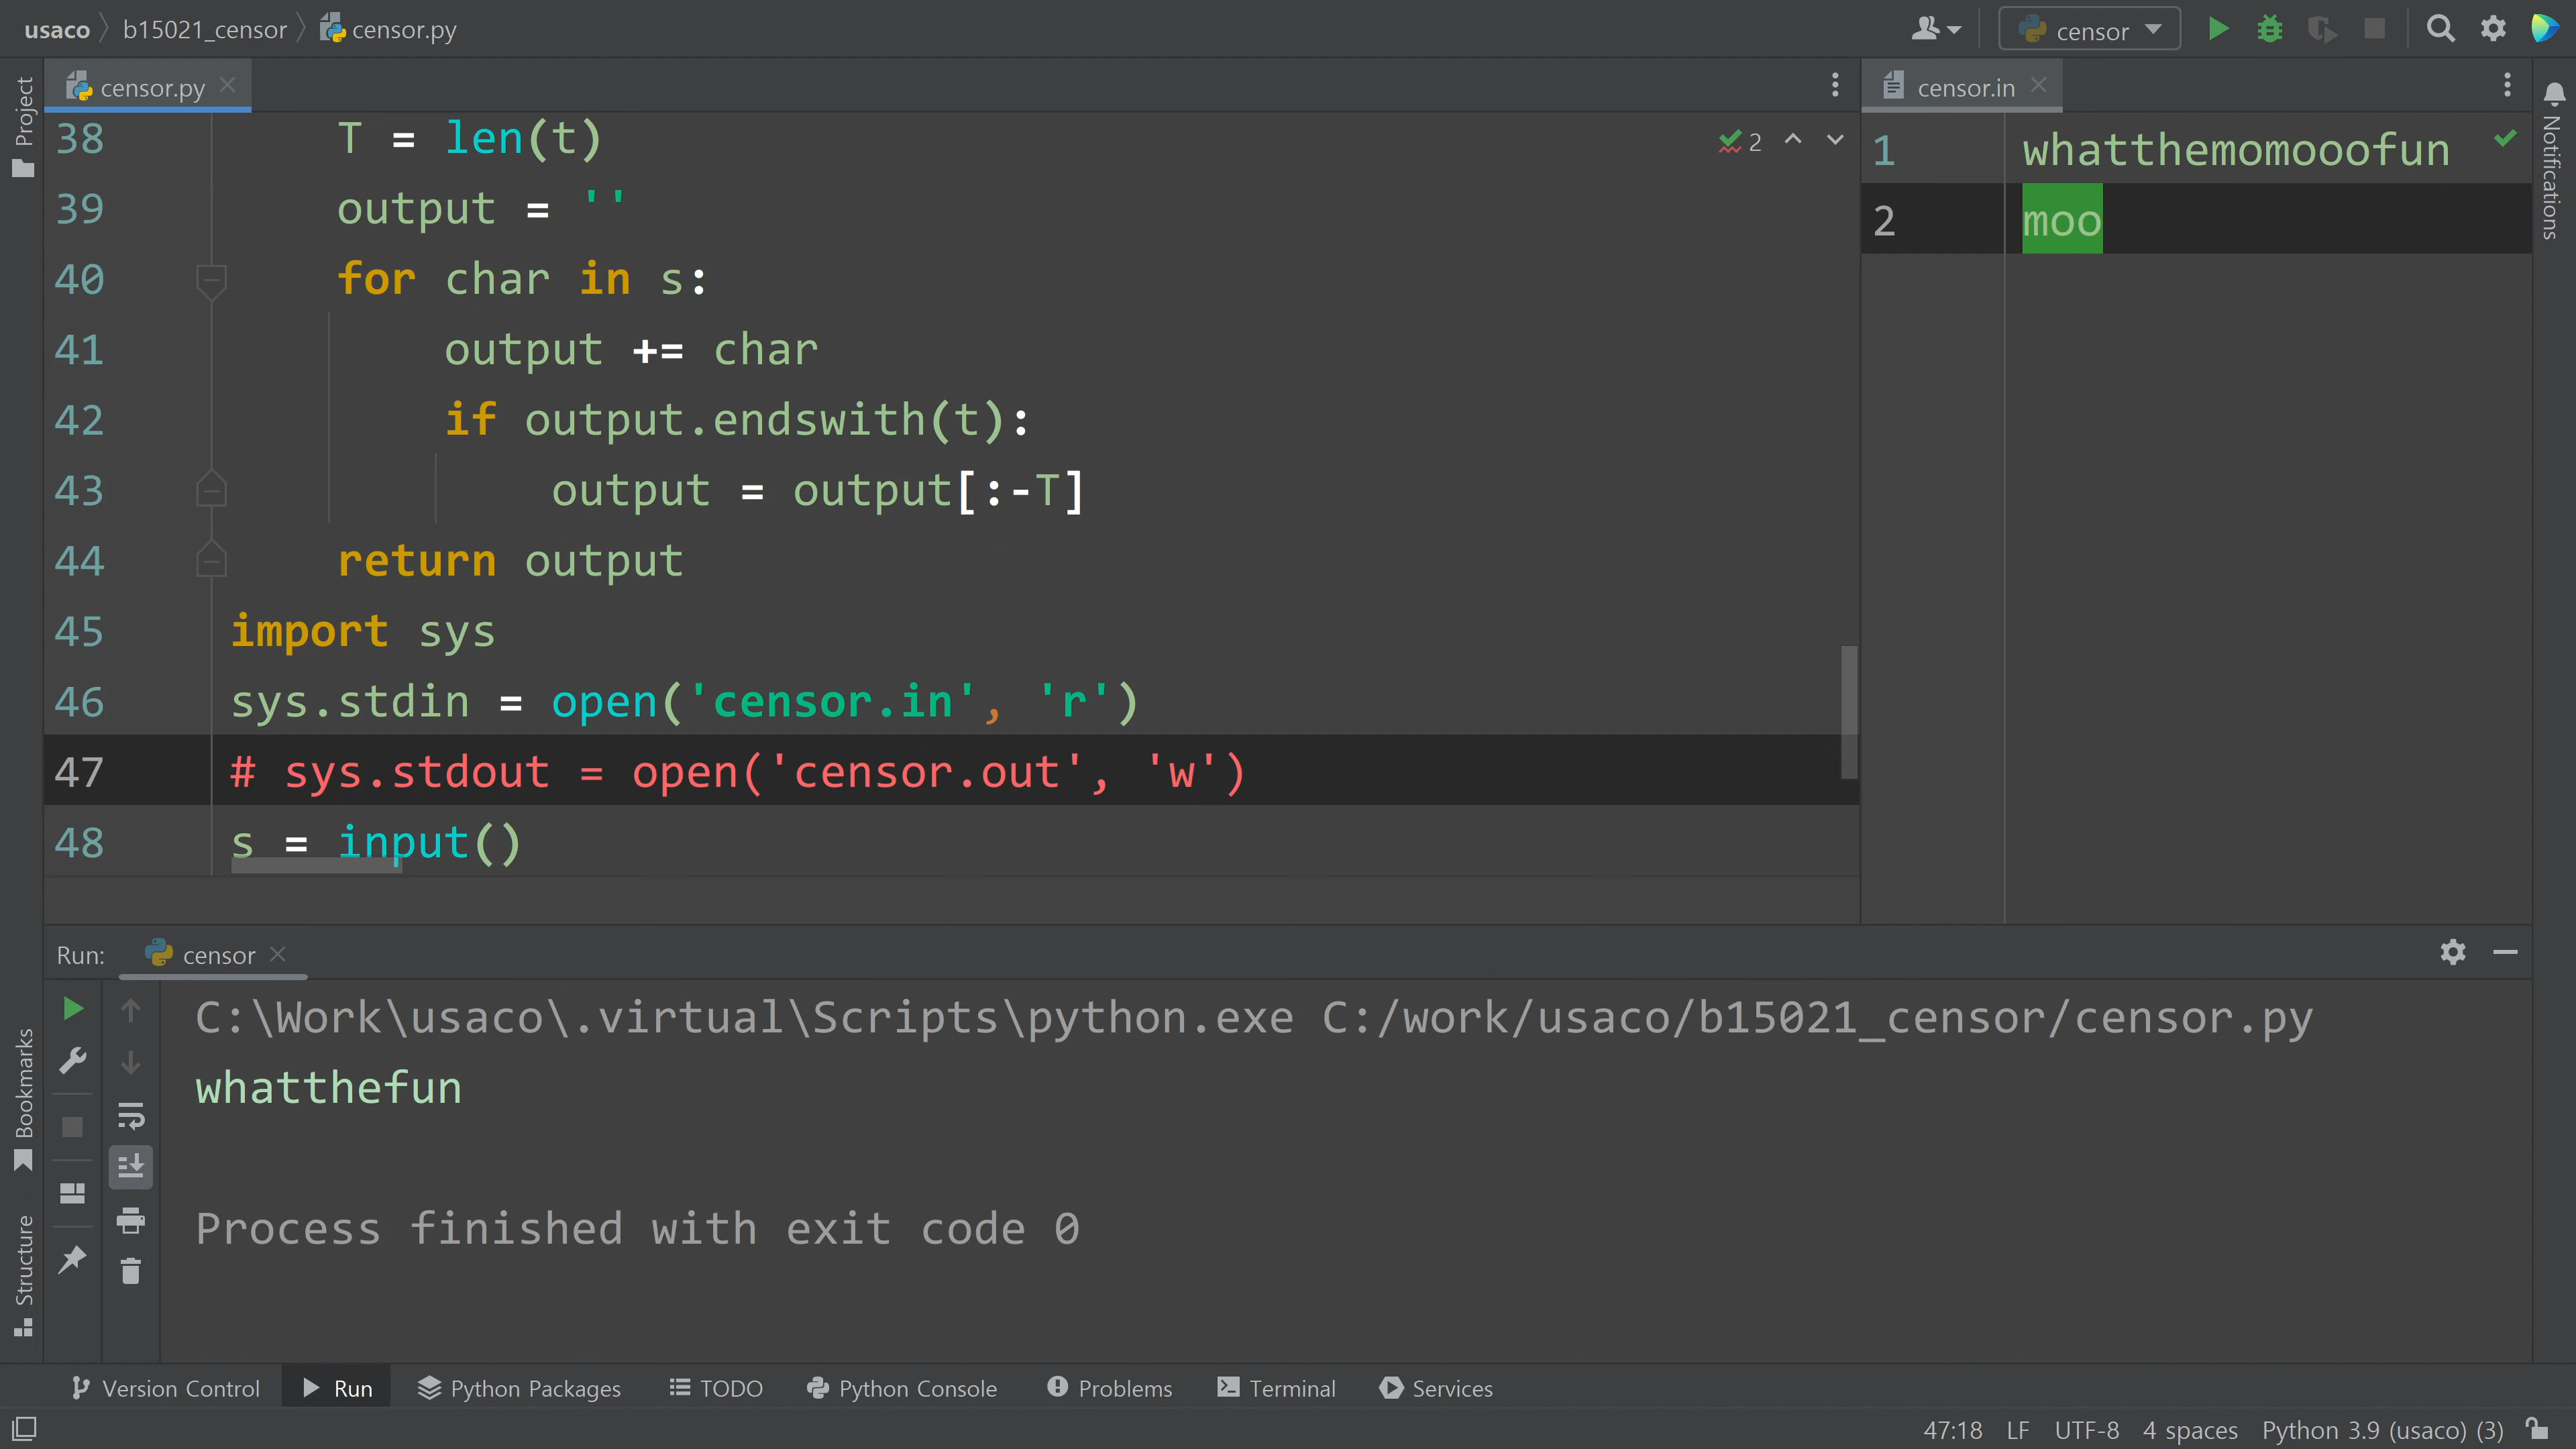 usaco b15021_censor censor.py
censor
Project
censor.py
censor.in
Notifications
38 T = len(t)
2
39 output = ''
40 for char in s:
41 output += char
42 if output.endswith(t):
43 output = output[:-T]
44 return output
45 import sys
46 sys.stdin = open('censor.in', 'r')
47 # sys.stdout = open('censor.out', 'w')
48 s = input()
1 whatthemomooofun
2 moo
Run: censor
C:\Work\usaco\.virtual\Scripts\python.exe C:/work/usaco/b15021_censor/censor.py
whatthefun
Process finished with exit code 0
Bookmarks
Structure
Version Control Run Python Packages TODO Python Console Problems Terminal Services
47:18 LF UTF-8 4 spaces Python 3.9 (usaco) (3)